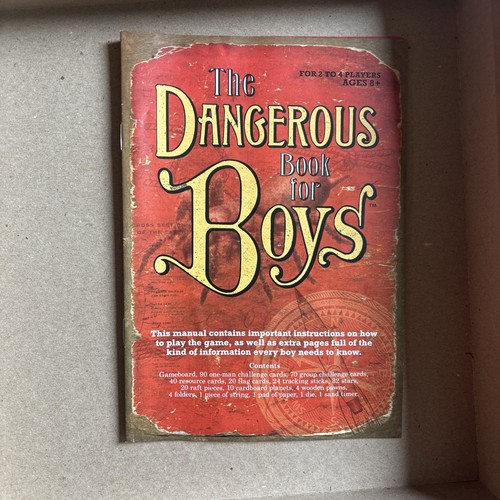 The
FOR 2 TO 4 PLAYERS
AGES 8+
DANGEROUS
Book for
Boys™
This manual contains important instructions on how
to play the game, as well as extra pages full of the
kind of information every boy needs to know.
Contents
Gameboard, 90 one-man challenge cards, 70 group challenge cards,
40 resource cards, 20 flag cards, 24 tracking sticks, 32 stars,
20 raft pieces, 10 cardboard planets, 4 wooden pawns,
4 folders, 1 piece of string, 1 pad of paper, 1 die, 1 sand timer.